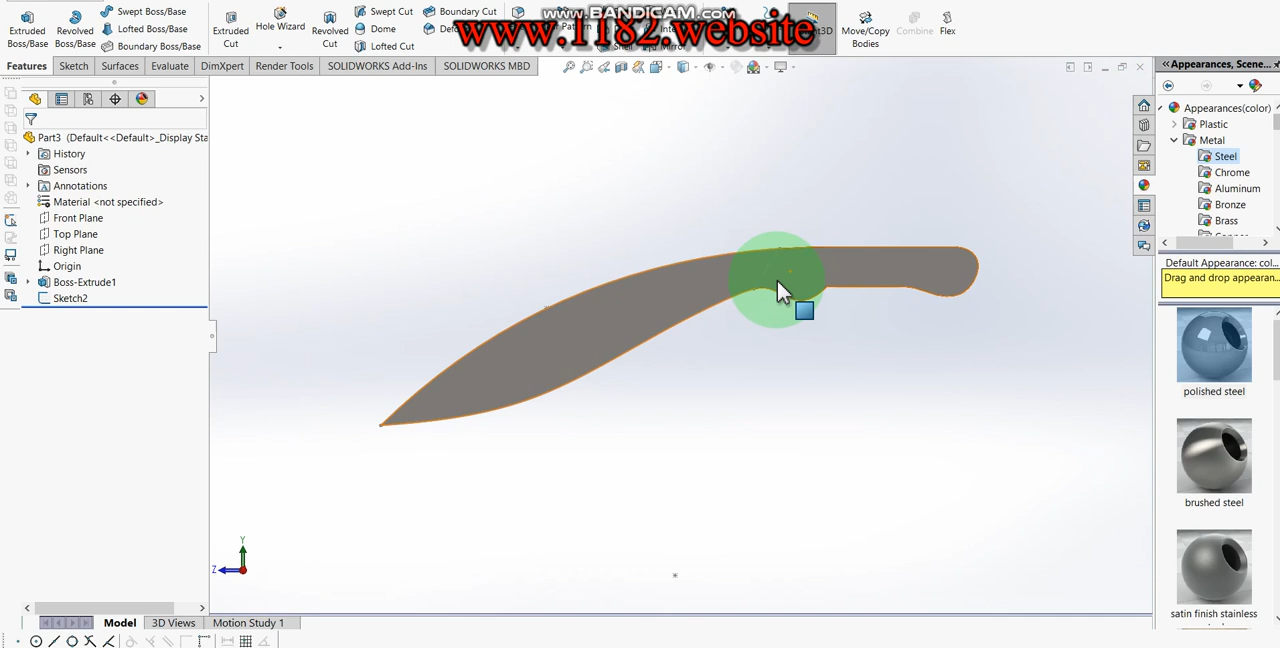 www.BANDICAM.com
www.1182.website
Extruded Boss/Base
Revolved Boss/Base
Swept Boss/Base
Lofted Boss/Base
Boundary Boss/Base
Extruded Cut
Hole Wizard
Revolved Cut
Swept Cut
Dome
Lofted Cut
Boundary Cut
Move/Copy Bodies
Combine
Flex
Features
Sketch
Surfaces
Evaluate
DimXpert
Render Tools
SOLIDWORKS Add-Ins
SOLIDWORKS MBD
Part3 (Default<<Default>_Display Sta
History
Sensors
Annotations
Material <not specified>
Front Plane
Top Plane
Right Plane
Origin
Boss-Extrude1
Sketch2
Y
Z
Appearances, Scene...
Appearances(color)
Plastic
Metal
Steel
Chrome
Aluminum
Bronze
Brass
Default Appearance: col...
Drag and drop appearan...
polished steel
brushed steel
satin finish stainless
Model
3D Views
Motion Study 1